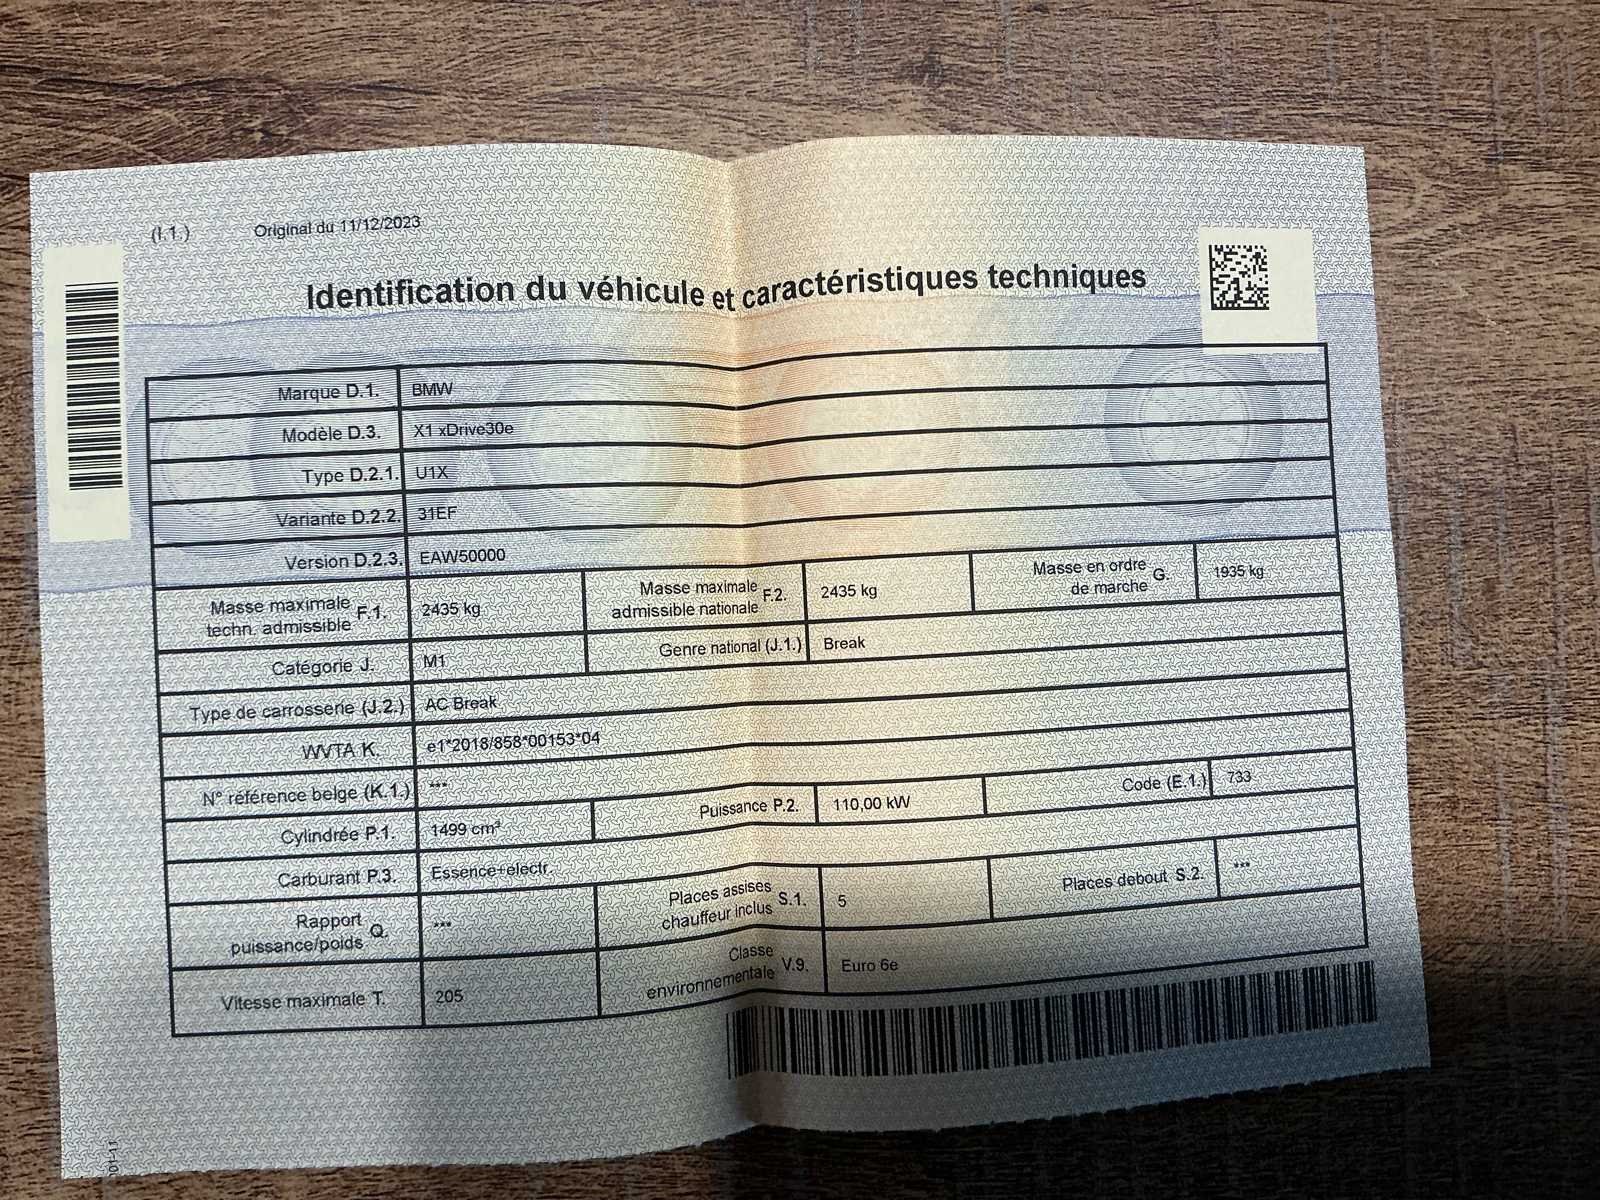 (I.1.) Original du 11/12/2023
Identification du véhicule et caractéristiques techniques
Marque D.1. BMW
Modèle D.3. X1 xDrive30e
Type D.2.1. U1X
Variante D.2.2. 31EF
Version D.2.3. EAW50000
Masse maximale techn. admissible F.1. 2435 kg
Masse maximale admissible nationale F.2. 2435 kg
Masse en ordre de marche G. 1935 kg
Catégorie J. M1
Genre national (J.1.) Break
Type de carrosserie (J.2.) AC Break
WVTA K. e1*2018/858*00153*04
N° référence belge (K.1.) ***
Cylindrée P.1. 1499 cm³
Puissance P.2. 110,00 kW
Code (E.1.) 733
Carburant P.3. Essence+electr.
Rapport puissance/poids Q. ***
Places assises chauffeur inclus S.1. 5
Places debout S.2. ***
Vitesse maximale T. 205
Classe environnementale V.9. Euro 6e